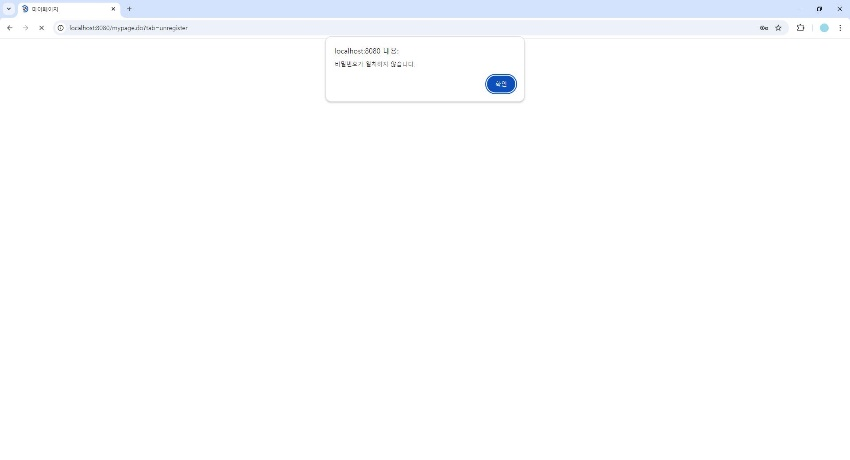 마이페이지
localhost:8080/mypage.do?tab=unregister
localhost:8080 내용:
비밀번호가 일치하지 않습니다.
확인